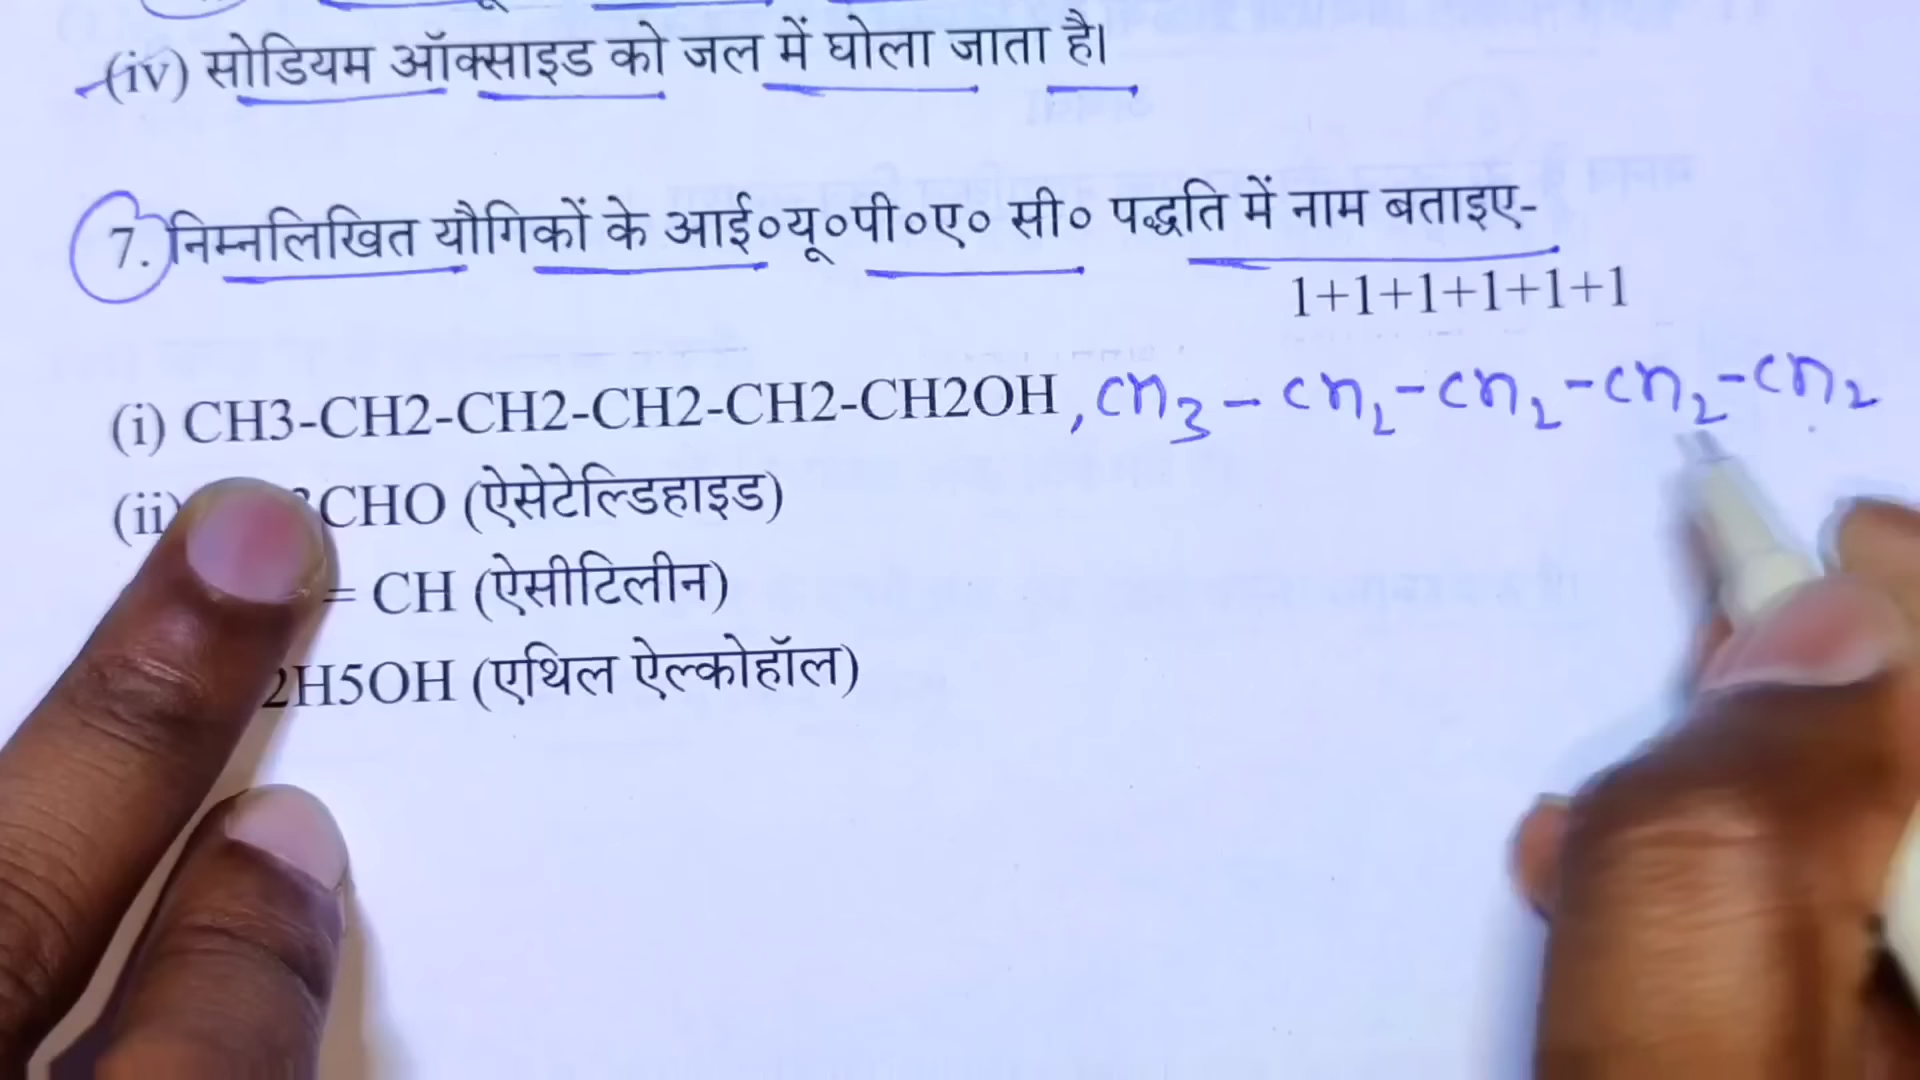 (iv) सोडियम ऑक्साइड को जल में घोला जाता है।
7. निम्नलिखित यौगिकों के आई०यू०पी०ए० सी० पद्धति में नाम बताइए-
1+1+1+1+1+1
(i) CH3-CH2-CH2-CH2-CH2-CH2OH , CH3 - CH2 - CH2 - CH2 - CH2
(ii) CHO (ऐसेटेल्डिहाइड)
= CH (ऐसीटिलीन)
2H5OH (एथिल ऐल्कोहॉल)